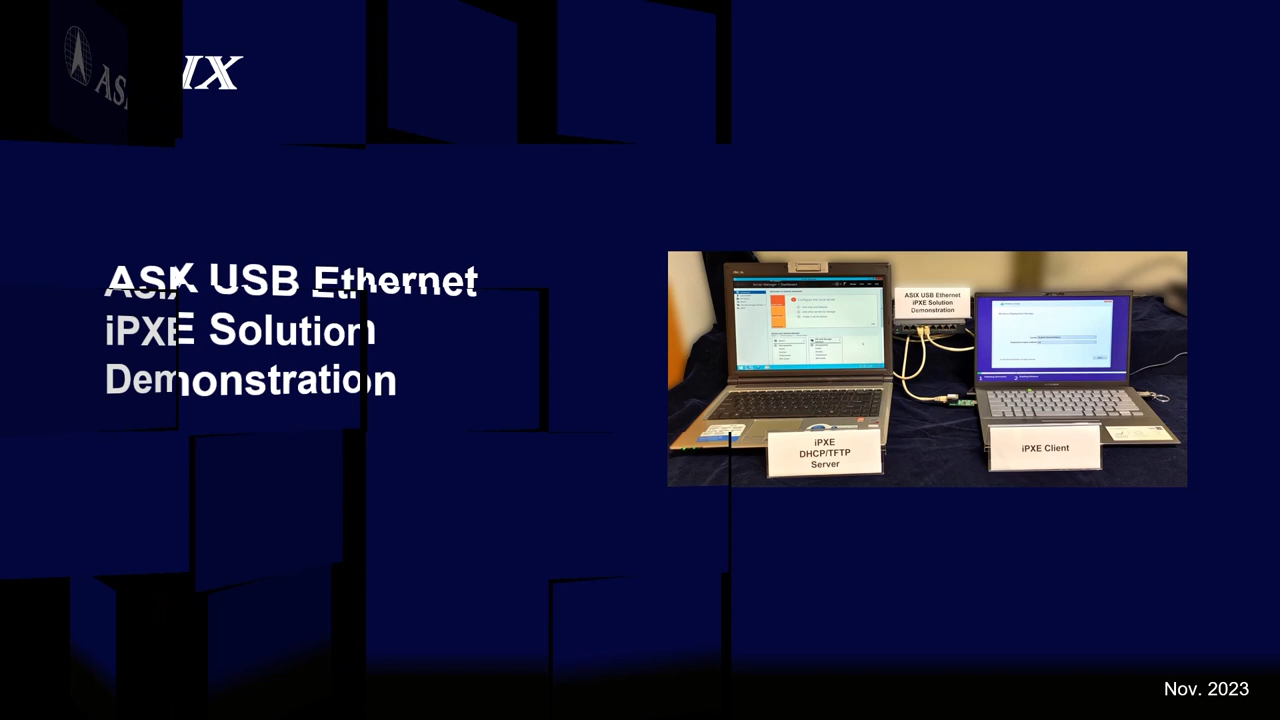 ASIX
ASIX USB Ethernet
iPXE Solution
Demonstration
ASIX USB Ethernet
iPXE Solution
Demonstration
iPXE
DHCP/TFTP
Server
iPXE Client
Nov. 2023